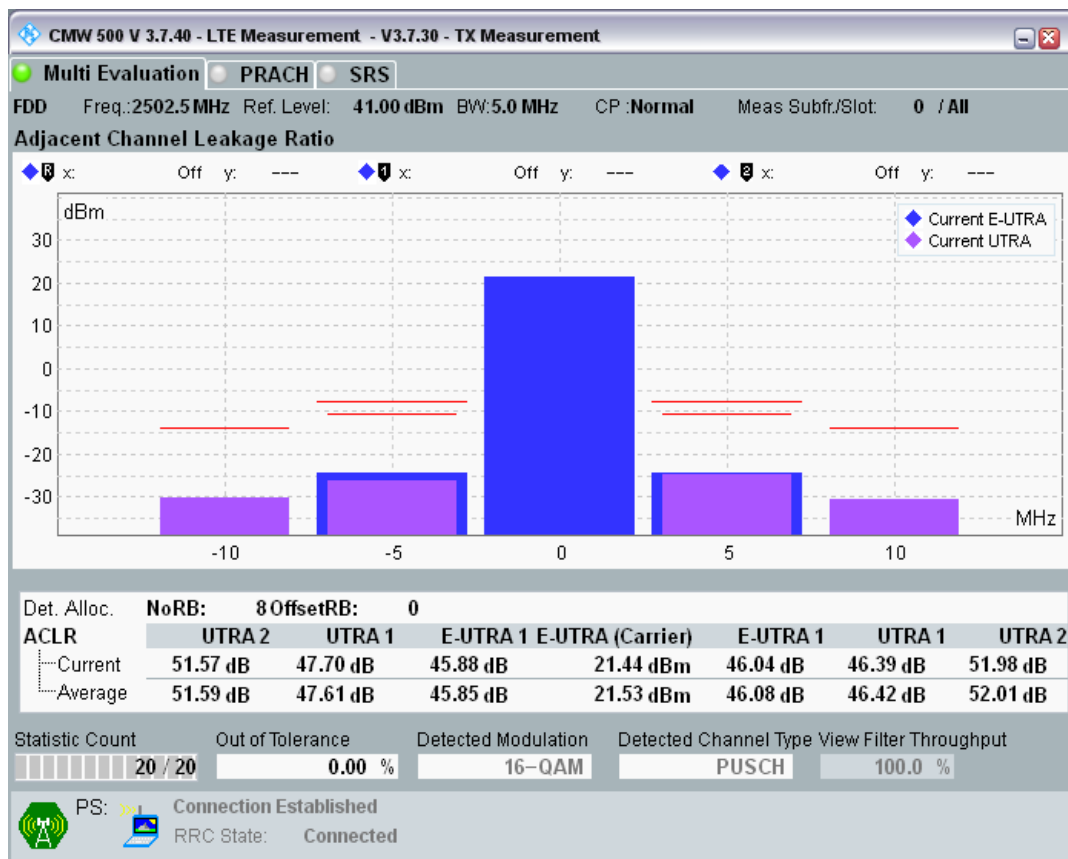 CMW 500 V 3.7.40 - LTE Measurement - V3.7.30 - TX Measurement
Multi Evaluation PRACH SRS
FDD Freq.:2502.5 MHz Ref. Level: 41.00 dBm BW:5.0 MHz CP :Normal Meas Subfr./Slot: 0 / All
Adjacent Channel Leakage Ratio
R x: Off y: --- 1 x: Off y: --- 2 x: Off y: ---
dBm
Current E-UTRA
Current UTRA
30
20
10
0
-10
-20
-30
MHz
-10 -5 0 5 10
Det. Alloc. NoRB: 8 OffsetRB: 0
ACLR UTRA 2 UTRA 1 E-UTRA 1 E-UTRA (Carrier) E-UTRA 1 UTRA 1 UTRA 2
Current 51.57 dB 47.70 dB 45.88 dB 21.44 dBm 46.04 dB 46.39 dB 51.98 dB
Average 51.59 dB 47.61 dB 45.85 dB 21.53 dBm 46.08 dB 46.42 dB 52.01 dB
Statistic Count Out of Tolerance Detected Modulation Detected Channel Type View Filter Throughput
20 / 20 0.00 % 16-QAM PUSCH 100.0 %
PS: Connection Established
RRC State: Connected